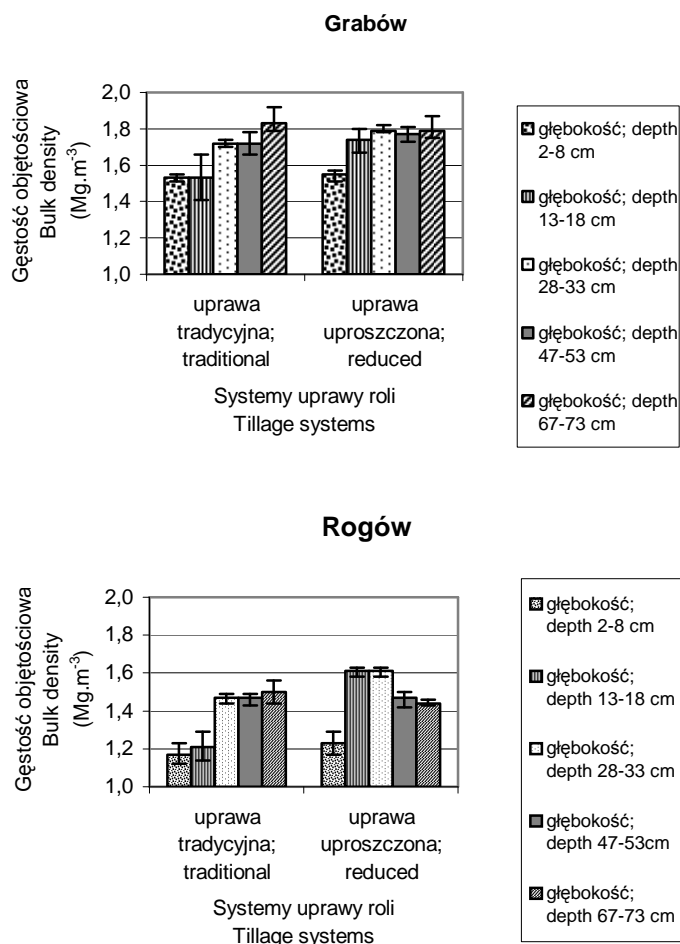 Grabów
Gęstość objętościowa
Bulk density
(Mg.m-3)
2,0
1,8
1,6
1,4
1,2
1,0
uprawa
tradycyjna;
traditional
uprawa
uproszczona;
reduced
Systemy uprawy roli
Tillage systems
głębokość; depth
2-8 cm
głębokość; depth
13-18 cm
głębokość; depth
28-33 cm
głębokość; depth
47-53 cm
głębokość; depth
67-73 cm
Rogów
Gęstość objętościowa
Bulk density
(Mg.m-3)
2,0
1,8
1,6
1,4
1,2
1,0
uprawa
tradycyjna;
traditional
uprawa
uproszczona;
reduced
Systemy uprawy roli
Tillage systems
głębokość;
depth 2-8 cm
głębokość;
depth 13-18 cm
głębokość;
depth 28-33 cm
głębokość;
depth 47-53cm
głębokość;
depth 67-73 cm